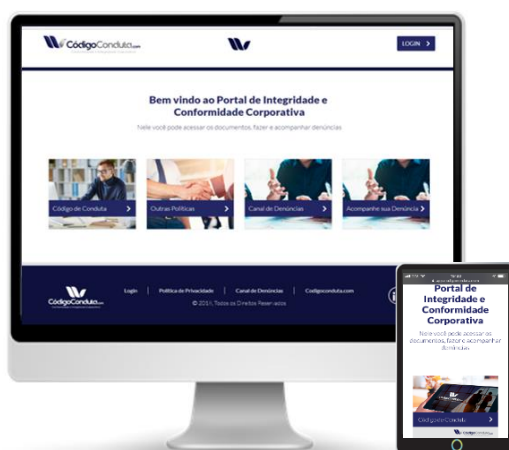 CódigoConduta.com
LOGIN
Bem vindo ao Portal de Integridade e
Conformidade Corporativa
Nele você pode acessar os documentos, fazer e acompanhar denúncias
Código de Conduta
Outras Políticas
Canal de Denúncias
Acompanhe sua Denúncia
CódigoConduta.com
Login
Política de Privacidade
Canal de Denúncias
Codigoconduta.com
Todos os Direitos Reservados
Portal de
Integridade e
Conformidade
Corporativa
Nele você pode acessar os
documentos, fazer e acompanhar
denúncias
Código de Conduta